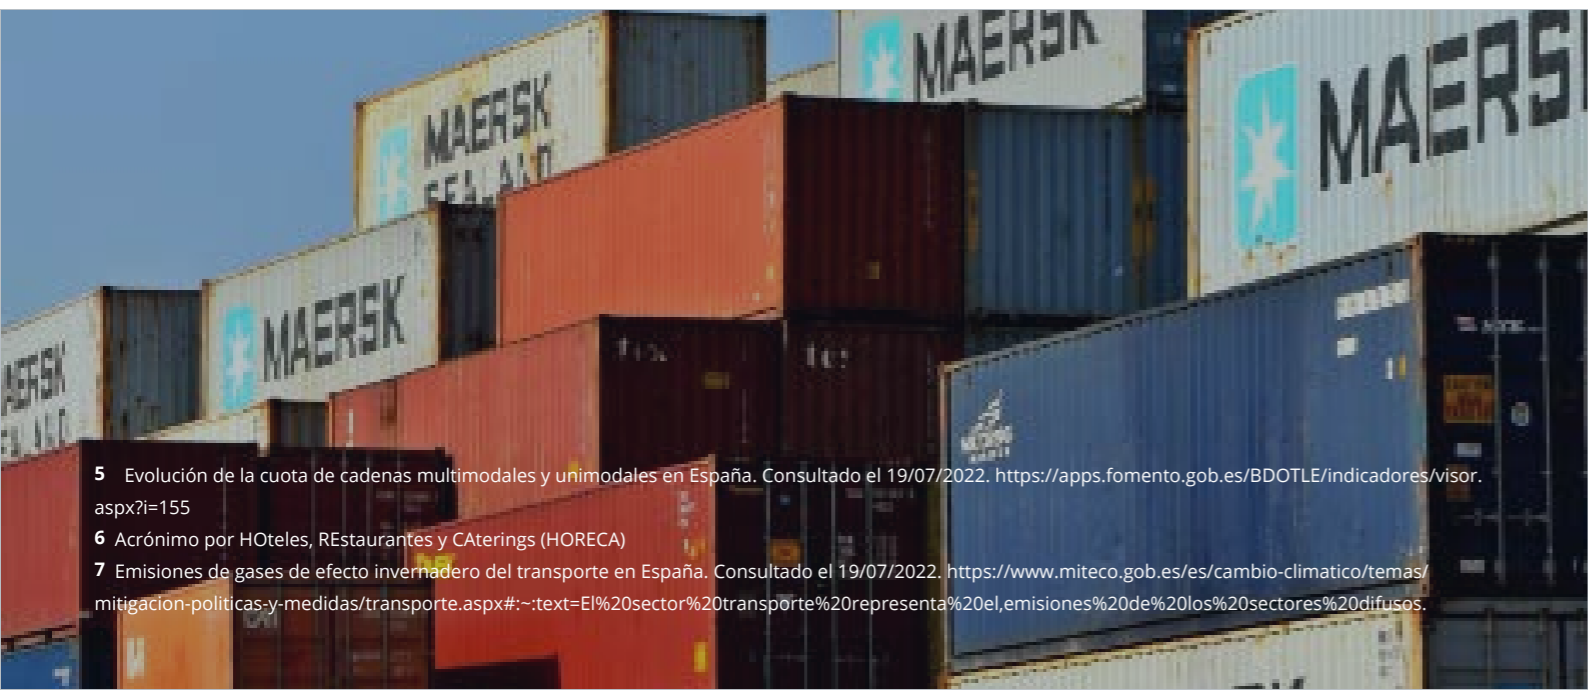 MAERSK
MAERSK
SEALAND
MAERS
MAERSK
MAERSK
SEALAND
5 Evolución de la cuota de cadenas multimodales y unimodales en España. Consultado el 19/07/2022. https://apps.fomento.gob.es/BDOTLE/indicadores/visor.
aspx?i=155
6 Acrónimo por HOteles, REstaurantes y CAterings (HORECA)
7 Emisiones de gases de efecto invernadero del transporte en España. Consultado el 19/07/2022. https://www.miteco.gob.es/es/cambio-climatico/temas/
mitigacion-politicas-y-medidas/transporte.aspx#:~:text=El%20sector%20transporte%20representa%20el,emisiones%20de%20los%20sectores%20difusos.